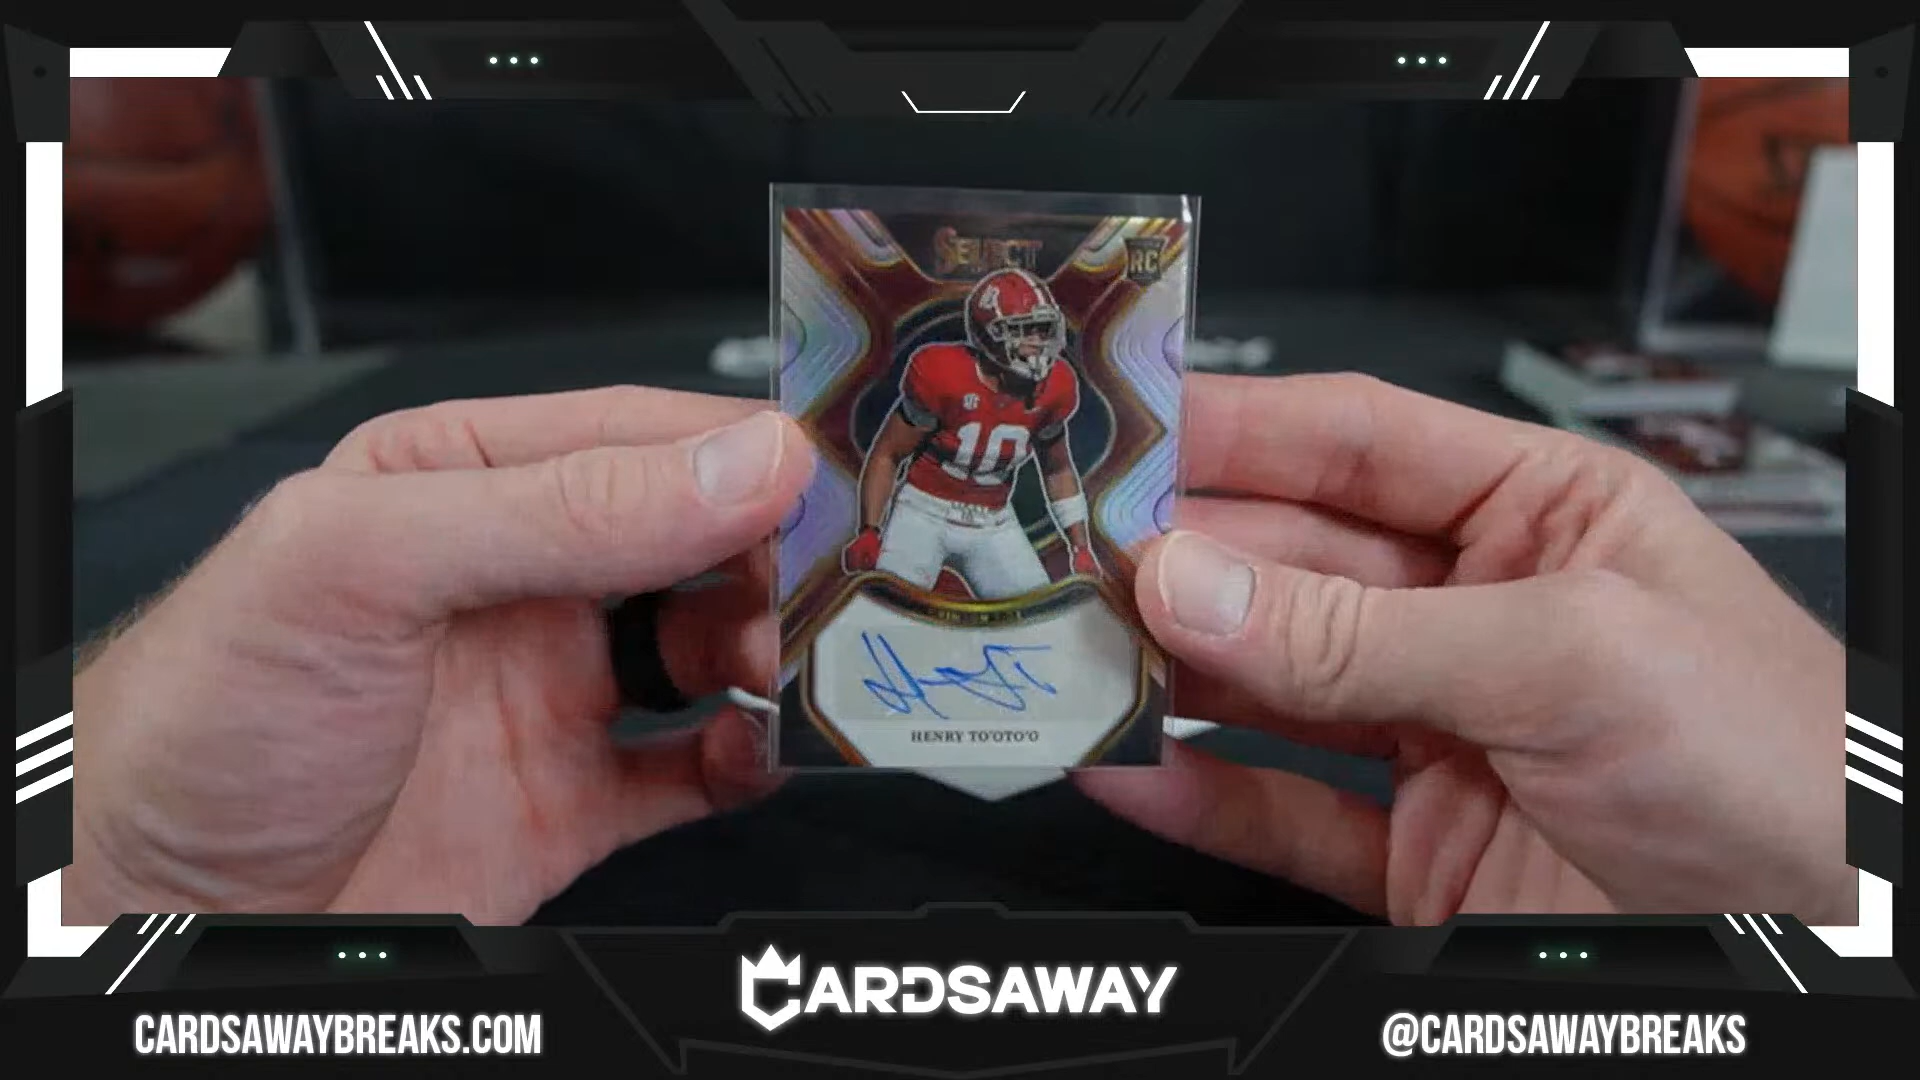 SELECT
RC
10
HENRY TO'OTO'O
CARDSAWAY
CARDSAWAYBREAKS.COM
@CARDSAWAYBREAKS